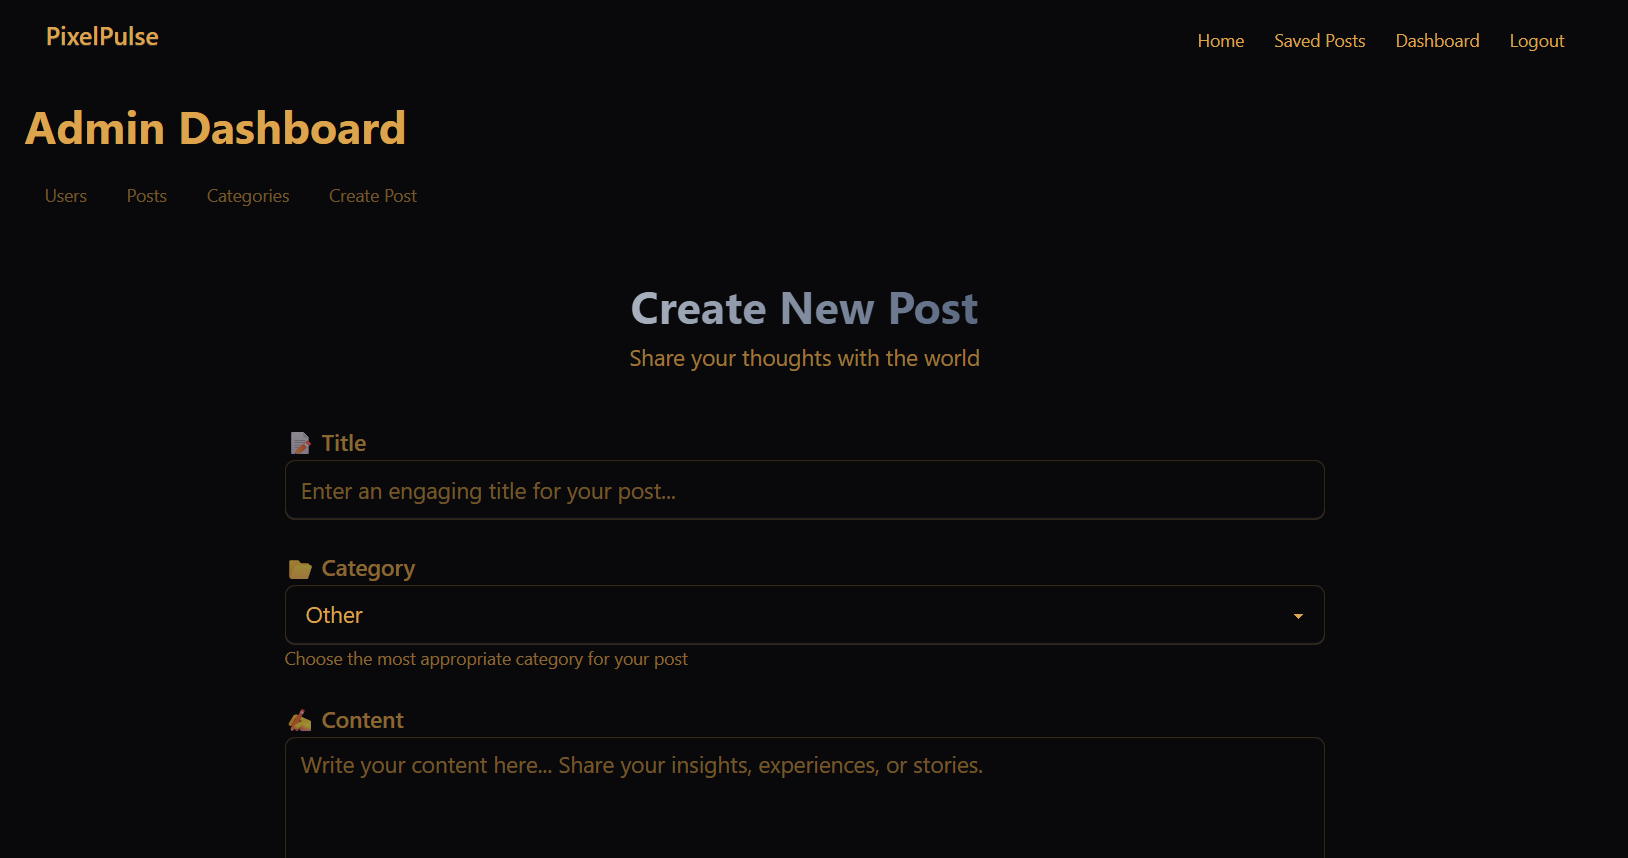 PixelPulse
Home Saved Posts Dashboard Logout
Admin Dashboard
Users Posts Categories Create Post
Create New Post
Share your thoughts with the world
Title
Enter an engaging title for your post...
Category
Other
Choose the most appropriate category for your post
Content
Write your content here... Share your insights, experiences, or stories.